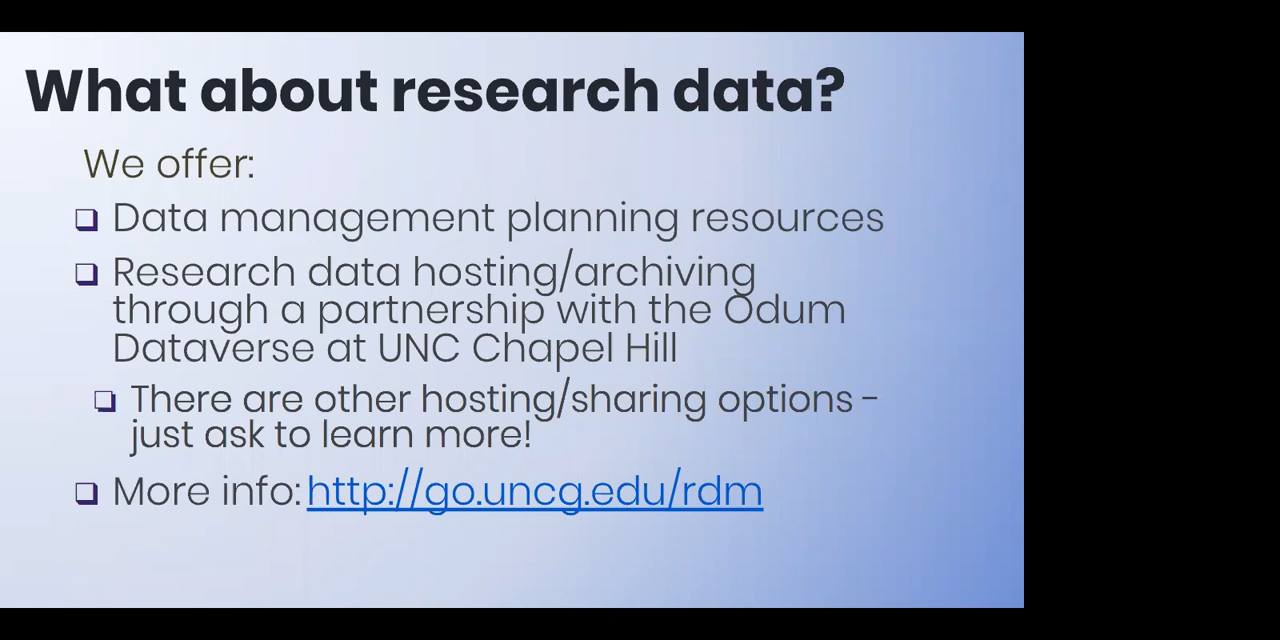 What about research data?
We offer:
❑ Data management planning resources
❑ Research data hosting/archiving
through a partnership with the Odum
Dataverse at UNC Chapel Hill
❑ There are other hosting/sharing options -
just ask to learn more!
❑ More info: http://go.uncg.edu/rdm